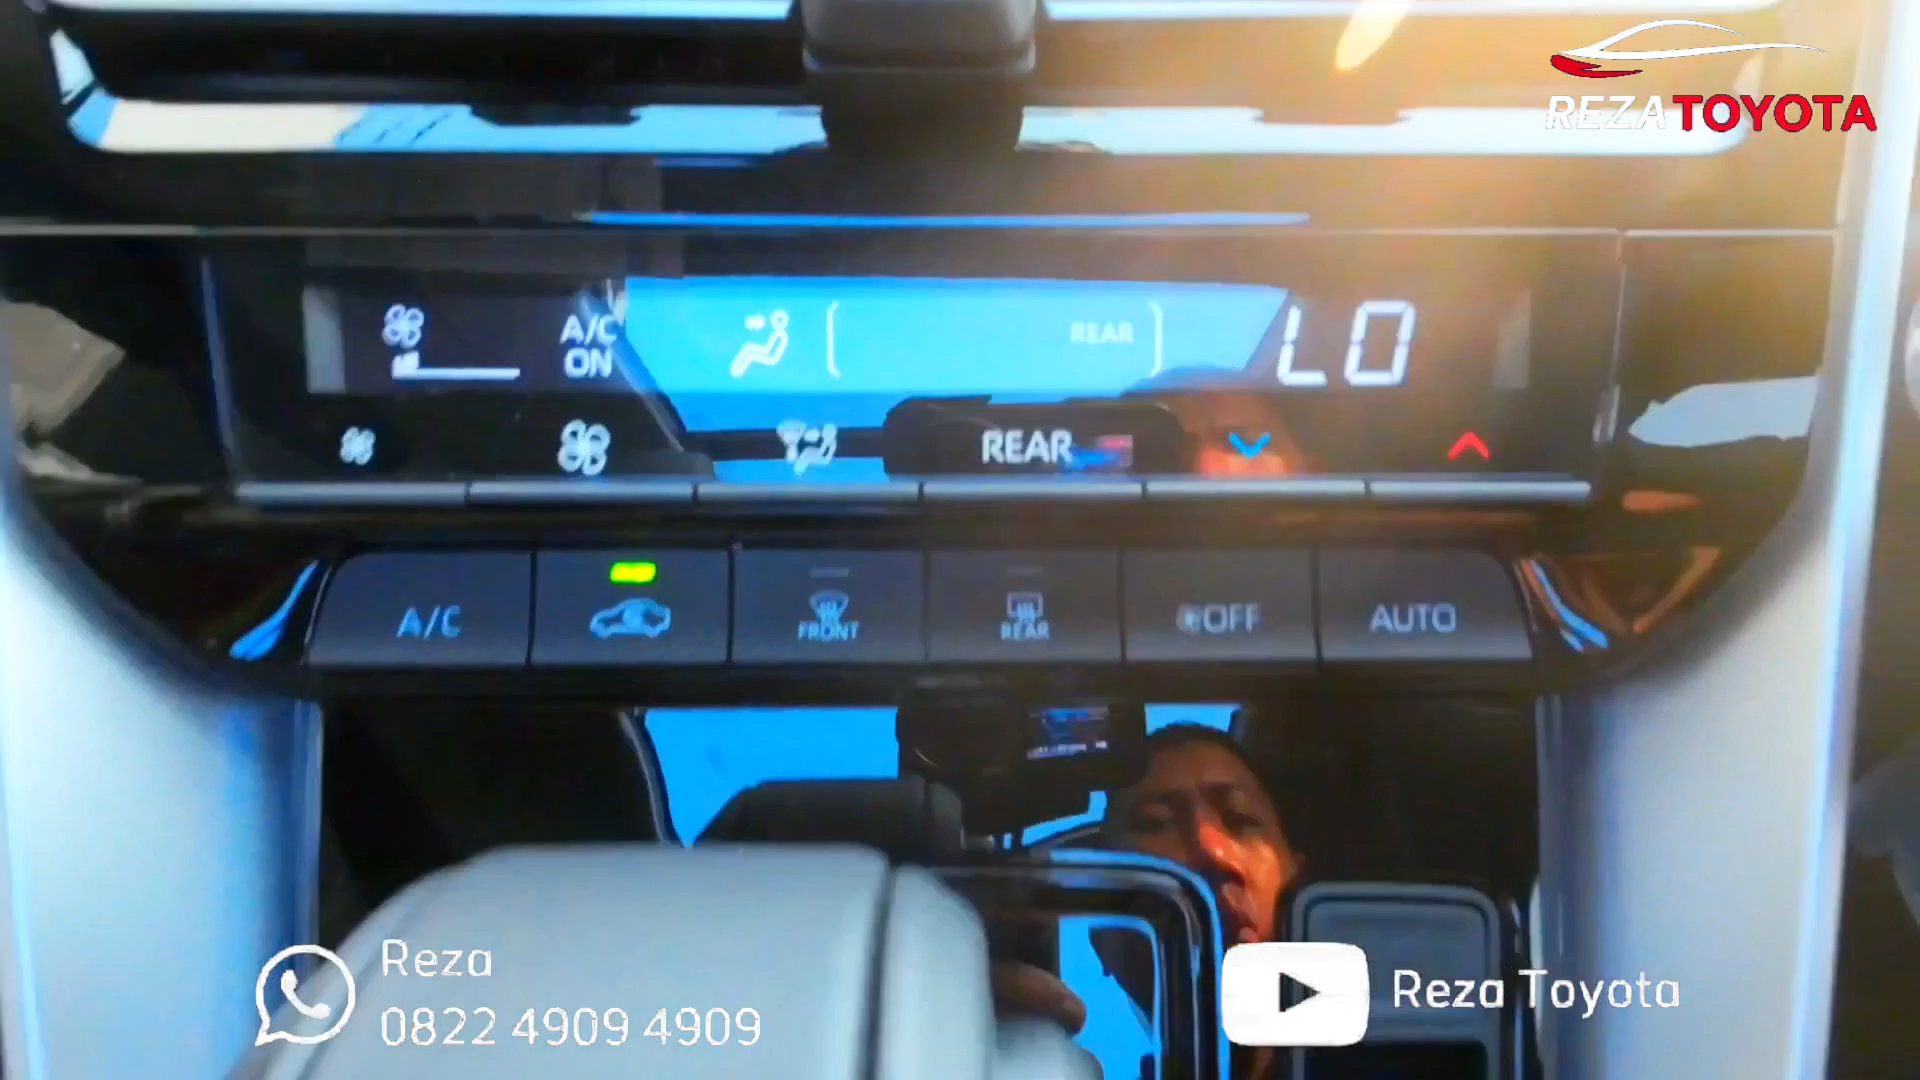 REZA TOYOTA
A/C
ON
REAR
LO
REAR
A/C
FRONT
REAR
OFF
AUTO
Reza
0822 4909 4909
Reza Toyota